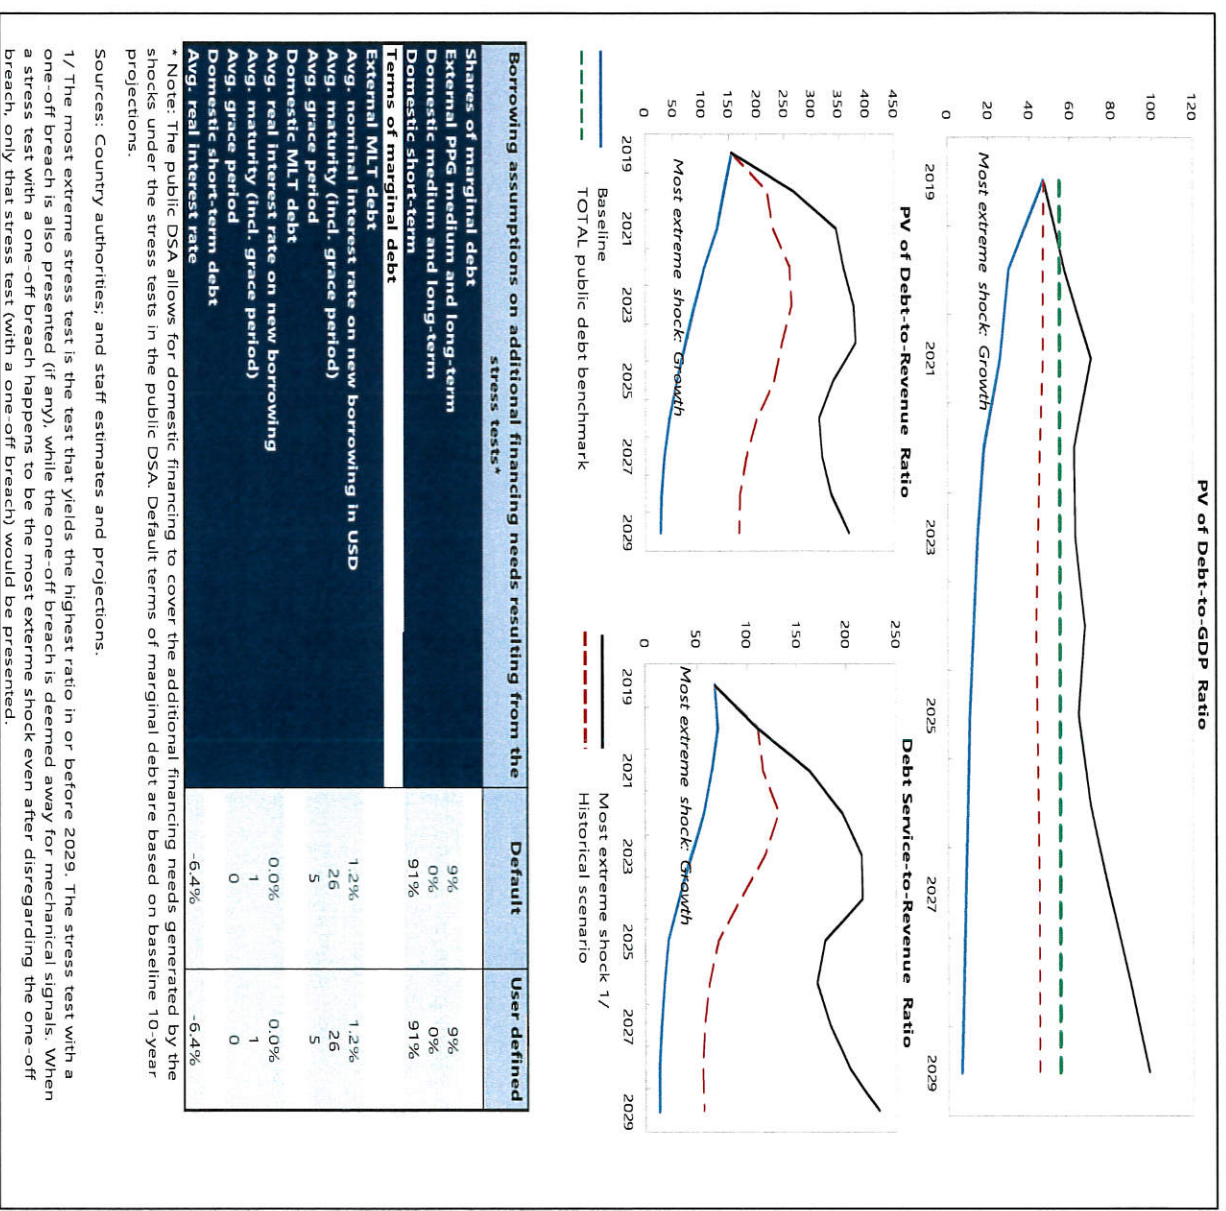 PV of Debt-to-GDP Ratio
120
100
80
60
40
20
0
Most extreme shock: Growth
2019
2021
2023
2025
2027
2029
PV of Debt-to-Revenue Ratio
450
400
350
300
250
200
150
100
50
0
Most extreme shock: Growth
2019
2021
2023
2025
2027
2029
Debt Service-to-Revenue Ratio
250
200
150
100
50
0
Most extreme shock: Growth
2019
2021
2023
2025
2027
2029
Baseline
TOTAL public debt benchmark
Most extreme shock 1/
Historical scenario
Borrowing assumptions on additional financing needs resulting from the Default User defined
stress tests*
Shares of marginal debt
External PPG medium and long-term 9% 9%
Domestic medium and long-term 0% 0%
Domestic short-term 91% 91%
Terms of marginal debt
External MLT debt
Avg. nominal interest rate on new borrowing in USD 1.2% 1.2%
Avg. maturity (incl. grace period) 26 26
Avg. grace period 5 5
Domestic MLT debt
Avg. real interest rate on new borrowing 0.0% 0.0%
Avg. maturity (incl. grace period) 1 1
Avg. grace period 0 0
Domestic short-term debt
Avg. real interest rate -6.4% -6.4%
* Note: The public DSA allows for domestic financing to cover the additional financing needs generated by the
shocks under the stress tests in the public DSA. Default terms of marginal debt are based on baseline 10-year
projections.
Sources: Country authorities; and staff estimates and projections.
1/ The most extreme stress test is the test that yields the highest ratio in or before 2029. The stress test with a
one-off breach is also presented (if any), while the one-off breach is deemed away for mechanical signals. When
a stress test with a one-off breach happens to be the most exterme shock even after disregarding the one-off
breach, only that stress test (with a one-off breach) would be presented.